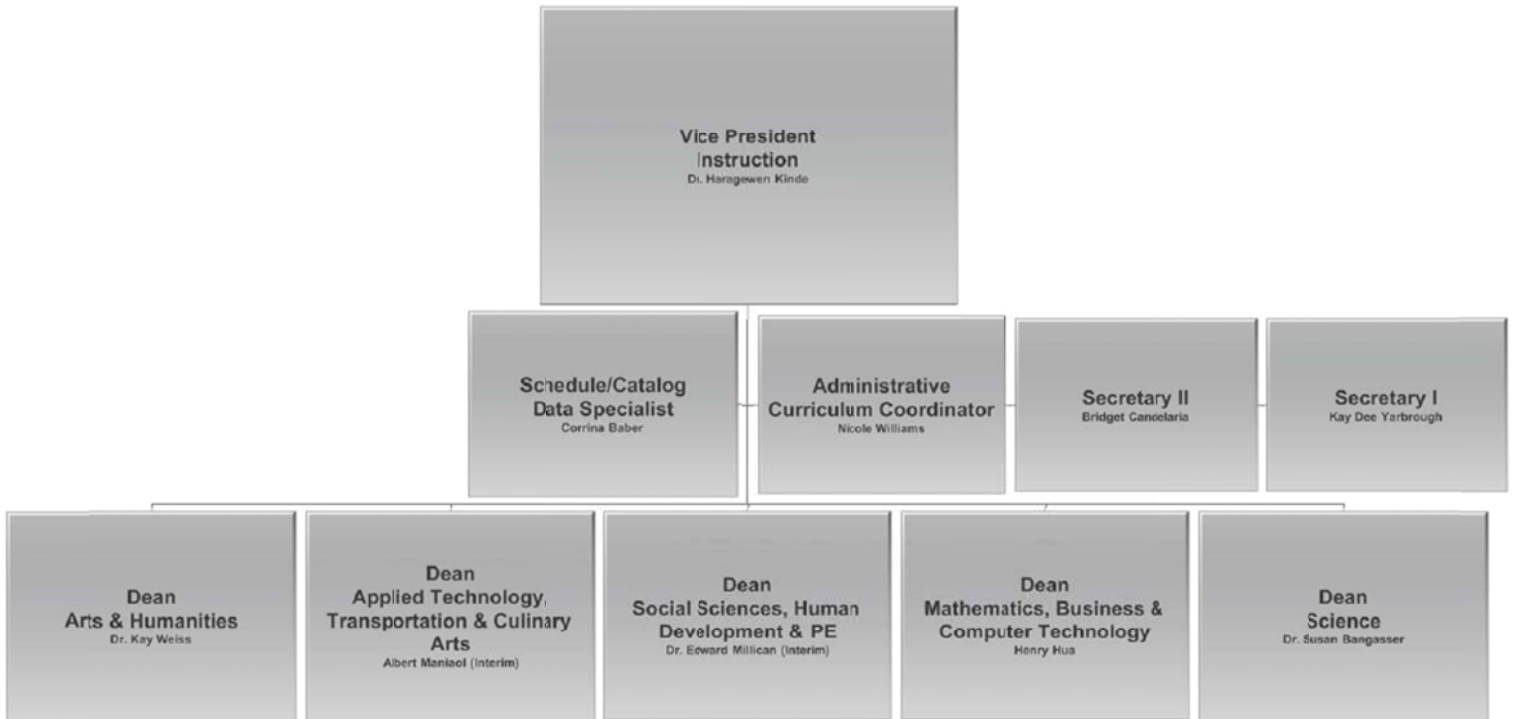 Vice President
Instruction
Dr. Haragewen Kinde
Schedule/Catalog
Data Specialist
Corrina Baber
Administrative
Curriculum Coordinator
Nicole Williams
Secretary II
Bridget Candelaria
Secretary I
Kay Dee Yarbrough
Dean
Arts & Humanities
Dr. Kay Weiss
Dean
Applied Technology,
Transportation & Culinary
Arts
Albert Maniaol (Interim)
Dean
Social Sciences, Human
Development & PE
Dr. Edward Millican (Interim)
Dean
Mathematics, Business &
Computer Technology
Henry Hua
Dean
Science
Dr. Susan Bangasser